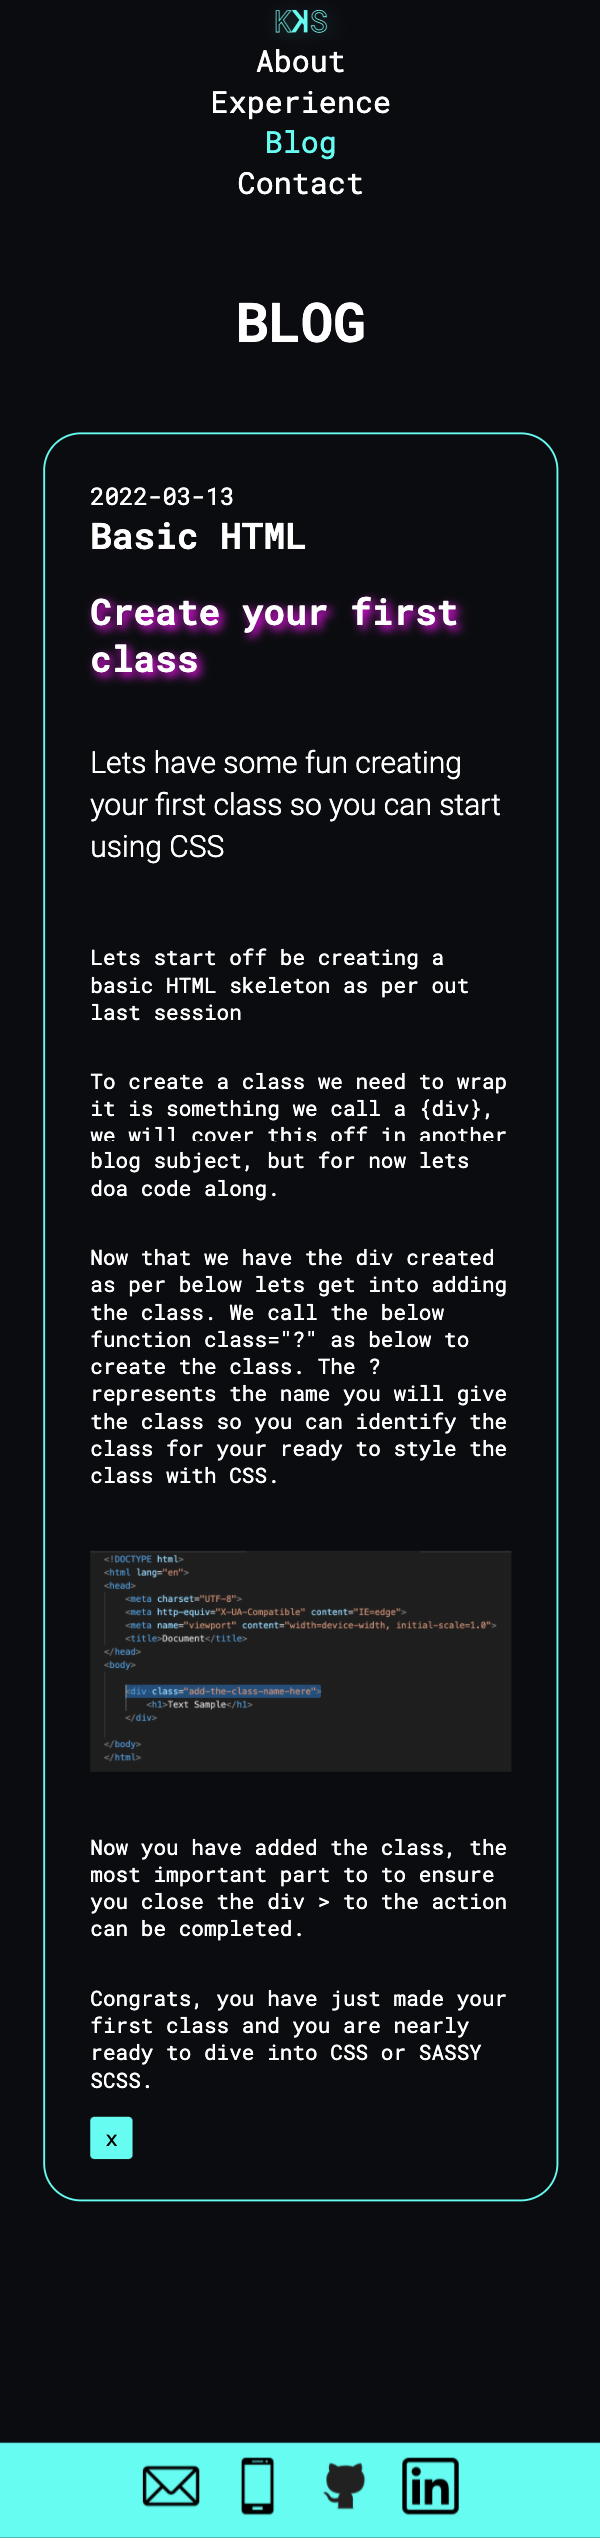 KKS
About
Experience
Blog
Contact
BLOG
2022-03-13
Basic HTML
Create your first
class
Lets have some fun creating
your first class so you can start
using CSS
Lets start off be creating a
basic HTML skeleton as per out
last session
To create a class we need to wrap
it is something we call a {div},
we will cover this off in another
blog subject, but for now lets
doa code along.
Now that we have the div created
as per below lets get into adding
the class. We call the below
function class="?" as below to
create the class. The ?
represents the name you will give
the class so you can identify the
class for your ready to style the
class with CSS.
<!DOCTYPE html>
<html lang="en">
<head>
<meta charset="UTF-8">
<meta http-equiv="X-UA-Compatible" content="IE=edge">
<meta name="viewport" content="width=device-width, initial-scale=1.0">
<title>Document</title>
</head>
<body>
<div class="add-the-class-name-here">
<h1>Text Sample</h1>
</div>
</body>
</html>
Now you have added the class, the
most important part to to ensure
you close the div > to the action
can be completed.
Congrats, you have just made your
first class and you are nearly
ready to dive into CSS or SASSY
SCSS.
x
in